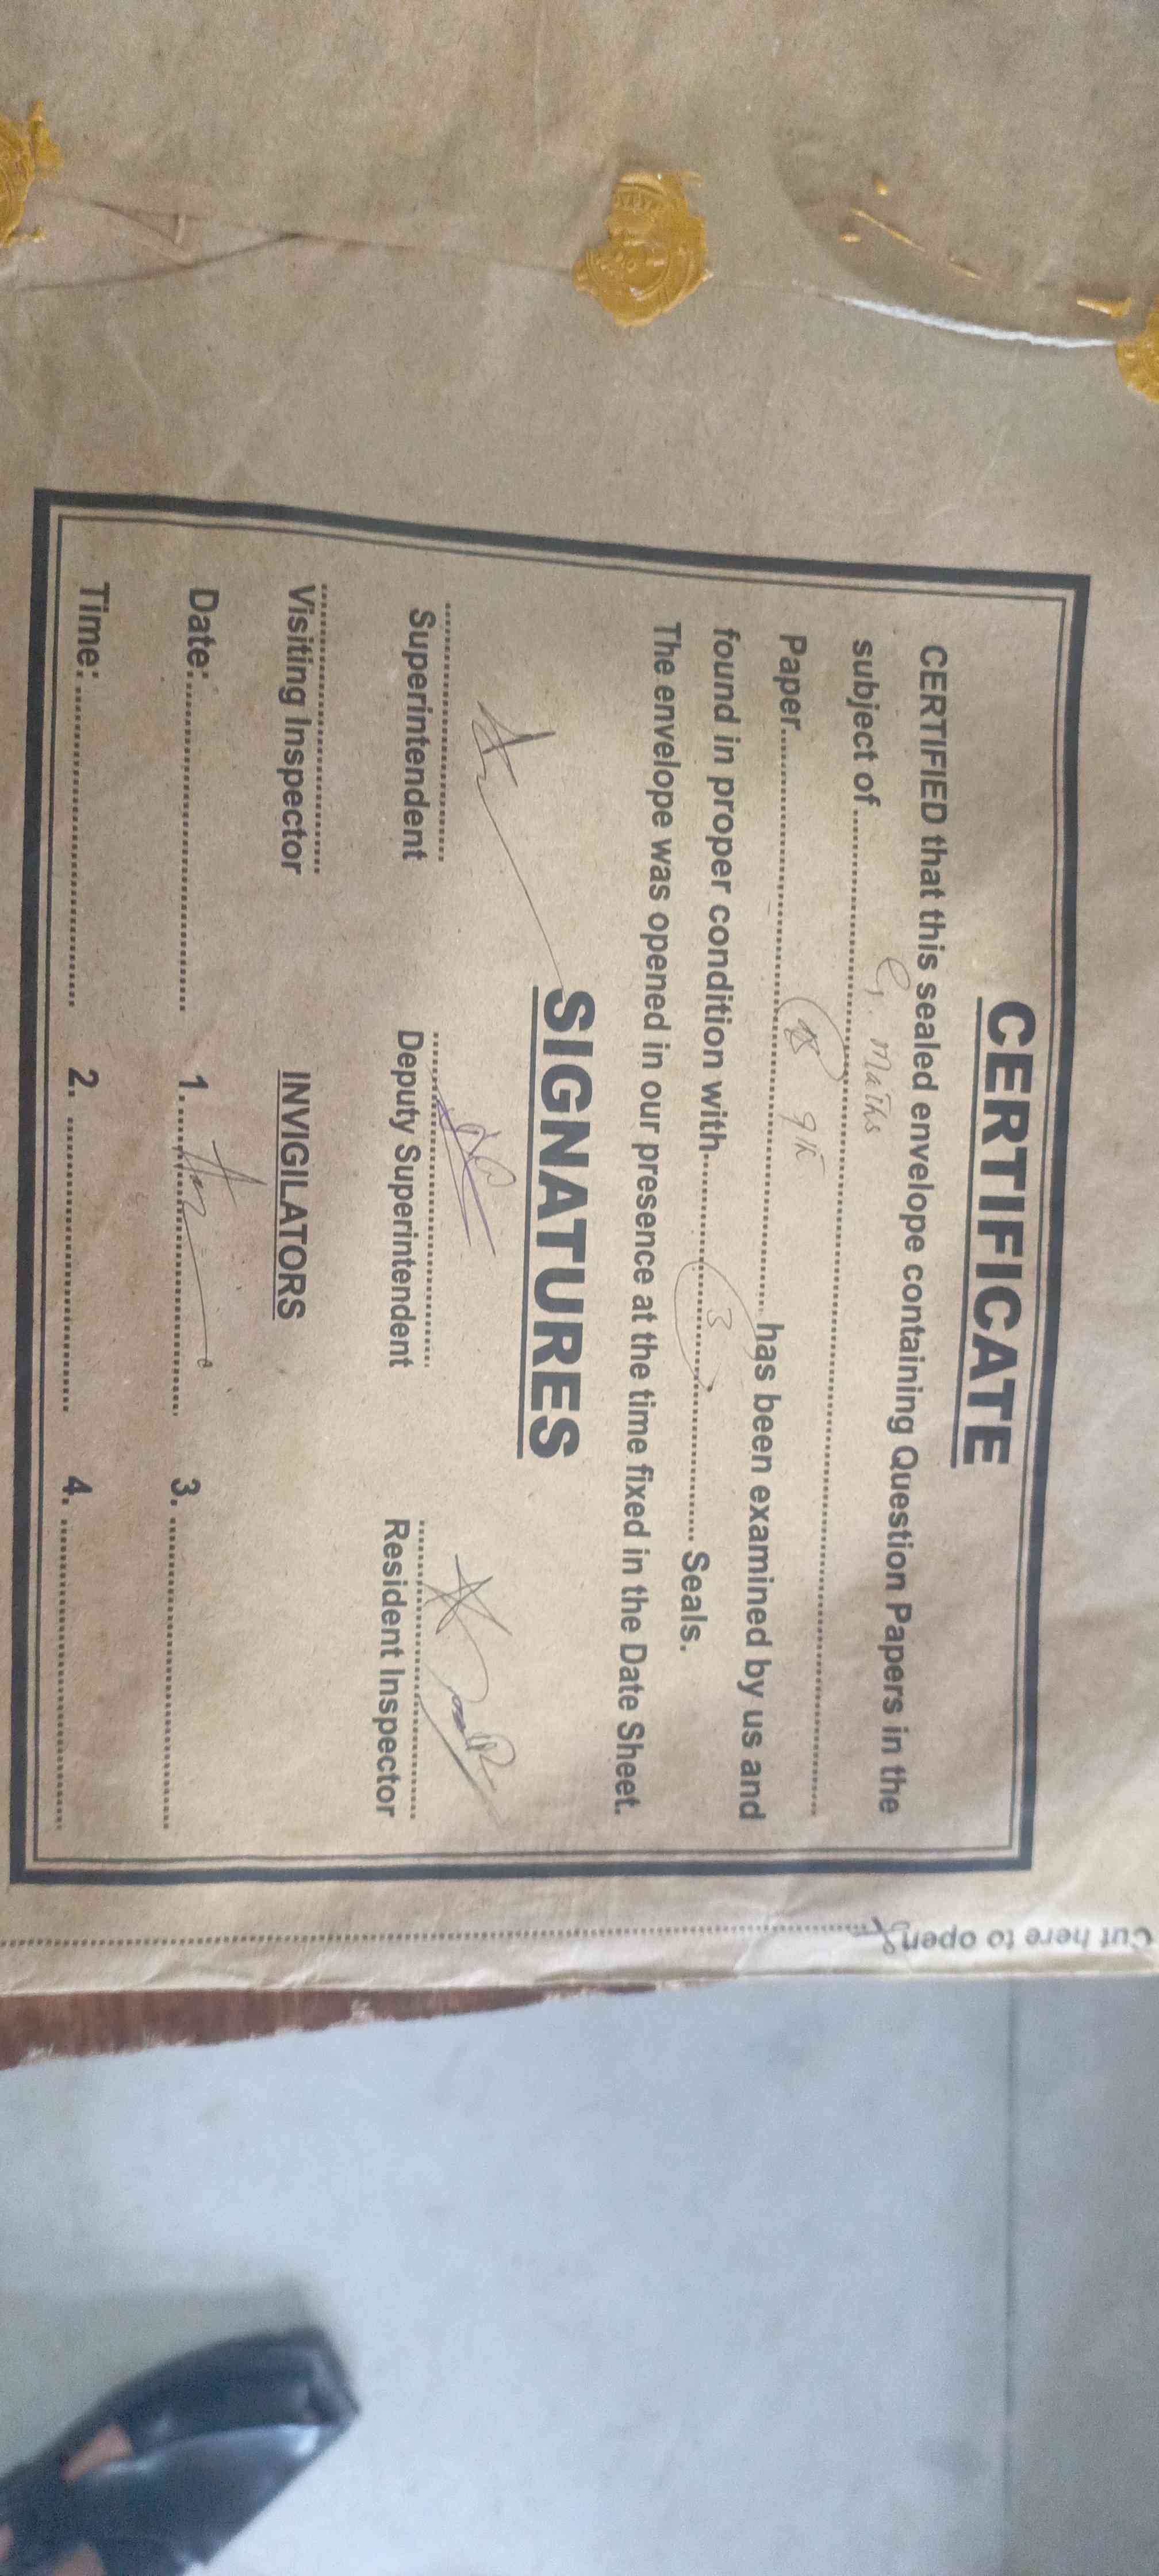 CERTIFICATE
CERTIFIED that this sealed envelope containing Question Papers in the
subject of.......... G. Maths ..........
Paper.......... 9th .......... has been examined by us and
found in proper condition with.......... 3 .......... Seals.
The envelope was opened in our presence at the time fixed in the Date Sheet.
SIGNATURES
Superintendent Deputy Superintendent Resident Inspector
Visiting Inspector INVIGILATORS
Date:.......... 1........... 3. ..........
Time: .......... 2. .......... 4. ..........
Cut here to open